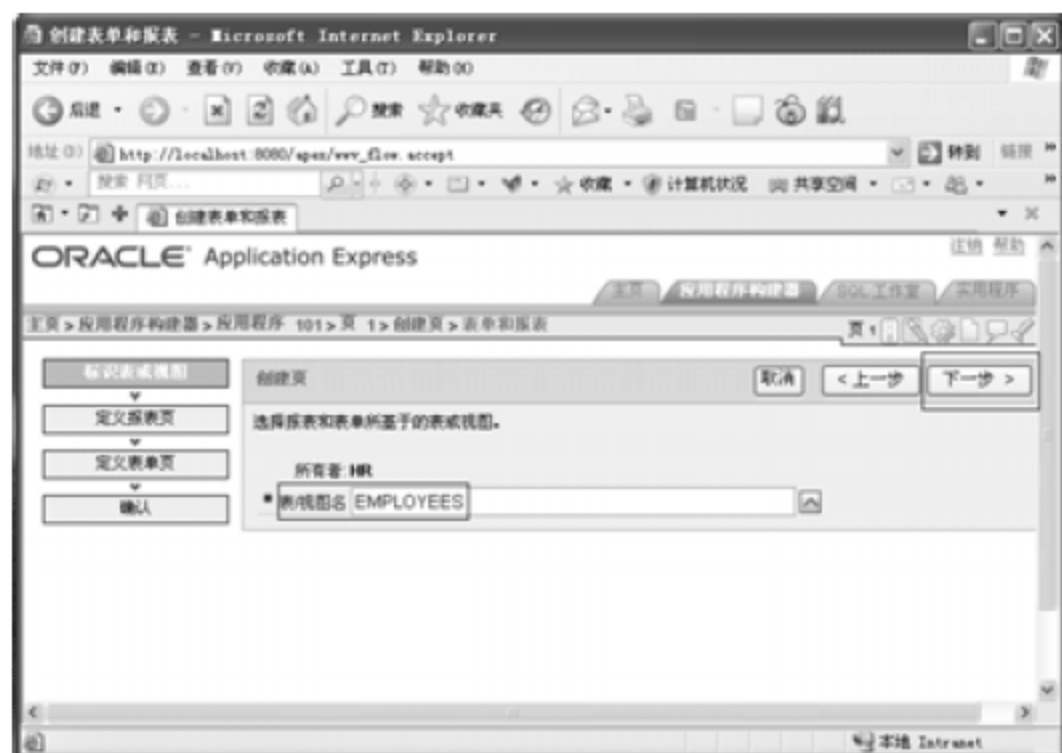 创建表单和报表 - Microsoft Internet Explorer
文件(F) 编辑(E) 查看(V) 收藏(A) 工具(T) 帮助(H)
后退 搜索 收藏夹
地址(D) http://localhost:8080/apex/wwv_flow.accept 转到 链接 »
搜索 网页... 收藏 计算机状况 共享空间 »
创建表单和报表
ORACLE Application Express
注销 帮助
主页 应用程序构建器 SQL 工作室 实用程序
主页 > 应用程序构建器 > 应用程序 101 > 页 1 > 创建页 > 表单和报表
页 1
标识表或视图
定义报表页
定义表单页
确认
创建页
取消 < 上一步 下一步 >
选择报表和表单所基于的表或视图。
所有者: HR
* 表/视图名 EMPLOYEES
本地 Intranet